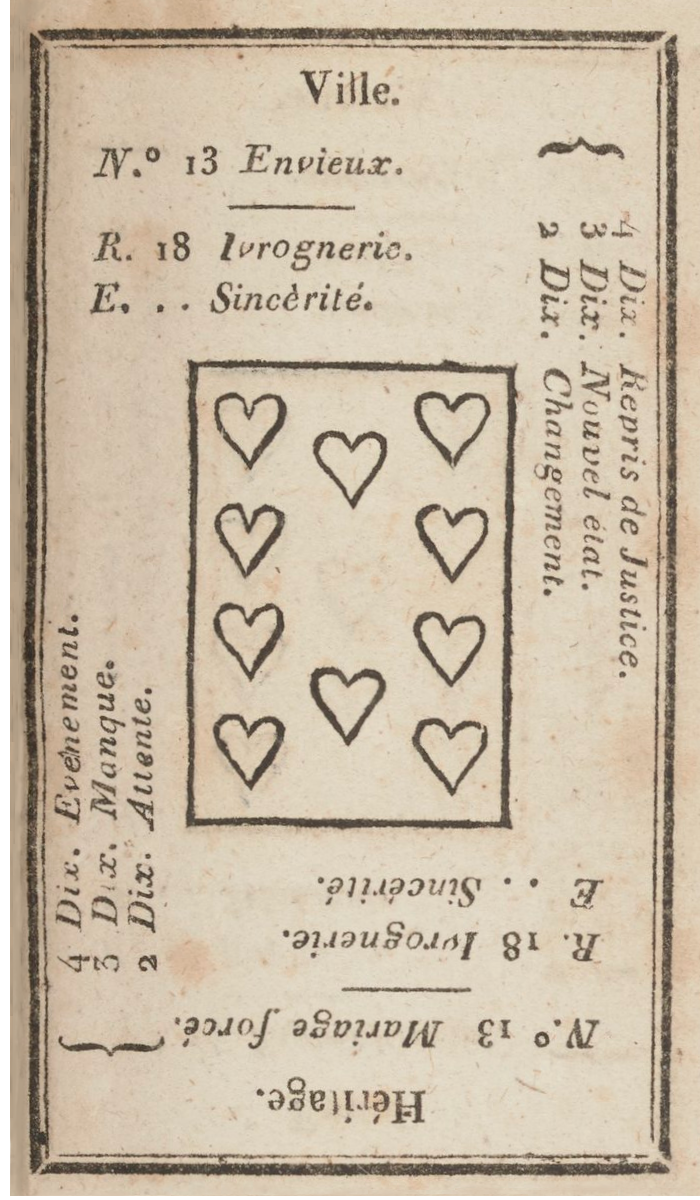 Ville.
N.º 13 Envieux.
R. 18 Ivrognerie.
E. . . Sincèrité.
4 Dix. Repris de Justice.
3 Dix. Nouvel état.
2 Dix. Changement.
4 Dix. Evénement.
3 Dix. Manque.
2 Dix. Attente.
Héritage.
N.º 13 Mariage forcé.
R. 18 Ivrognerie.
E . . Sincérité.